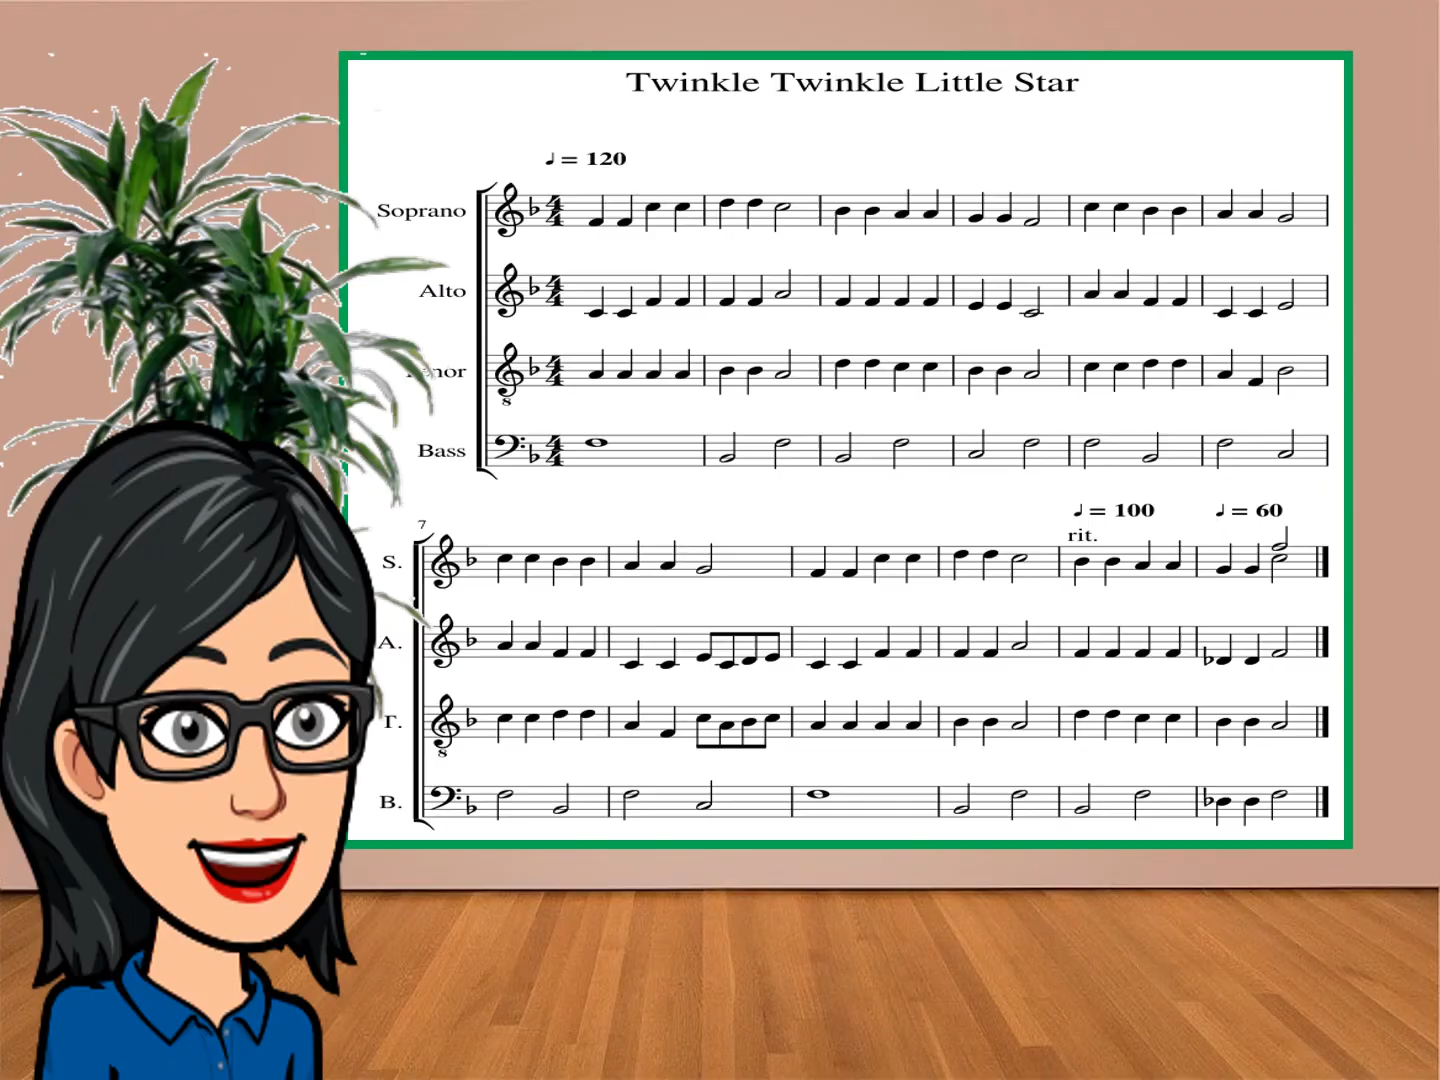 Twinkle Twinkle Little Star
♩ = 120
Soprano
Alto
Bass
♩ = 100
♩ = 60
7
rit.
S.
A.
T.
B.